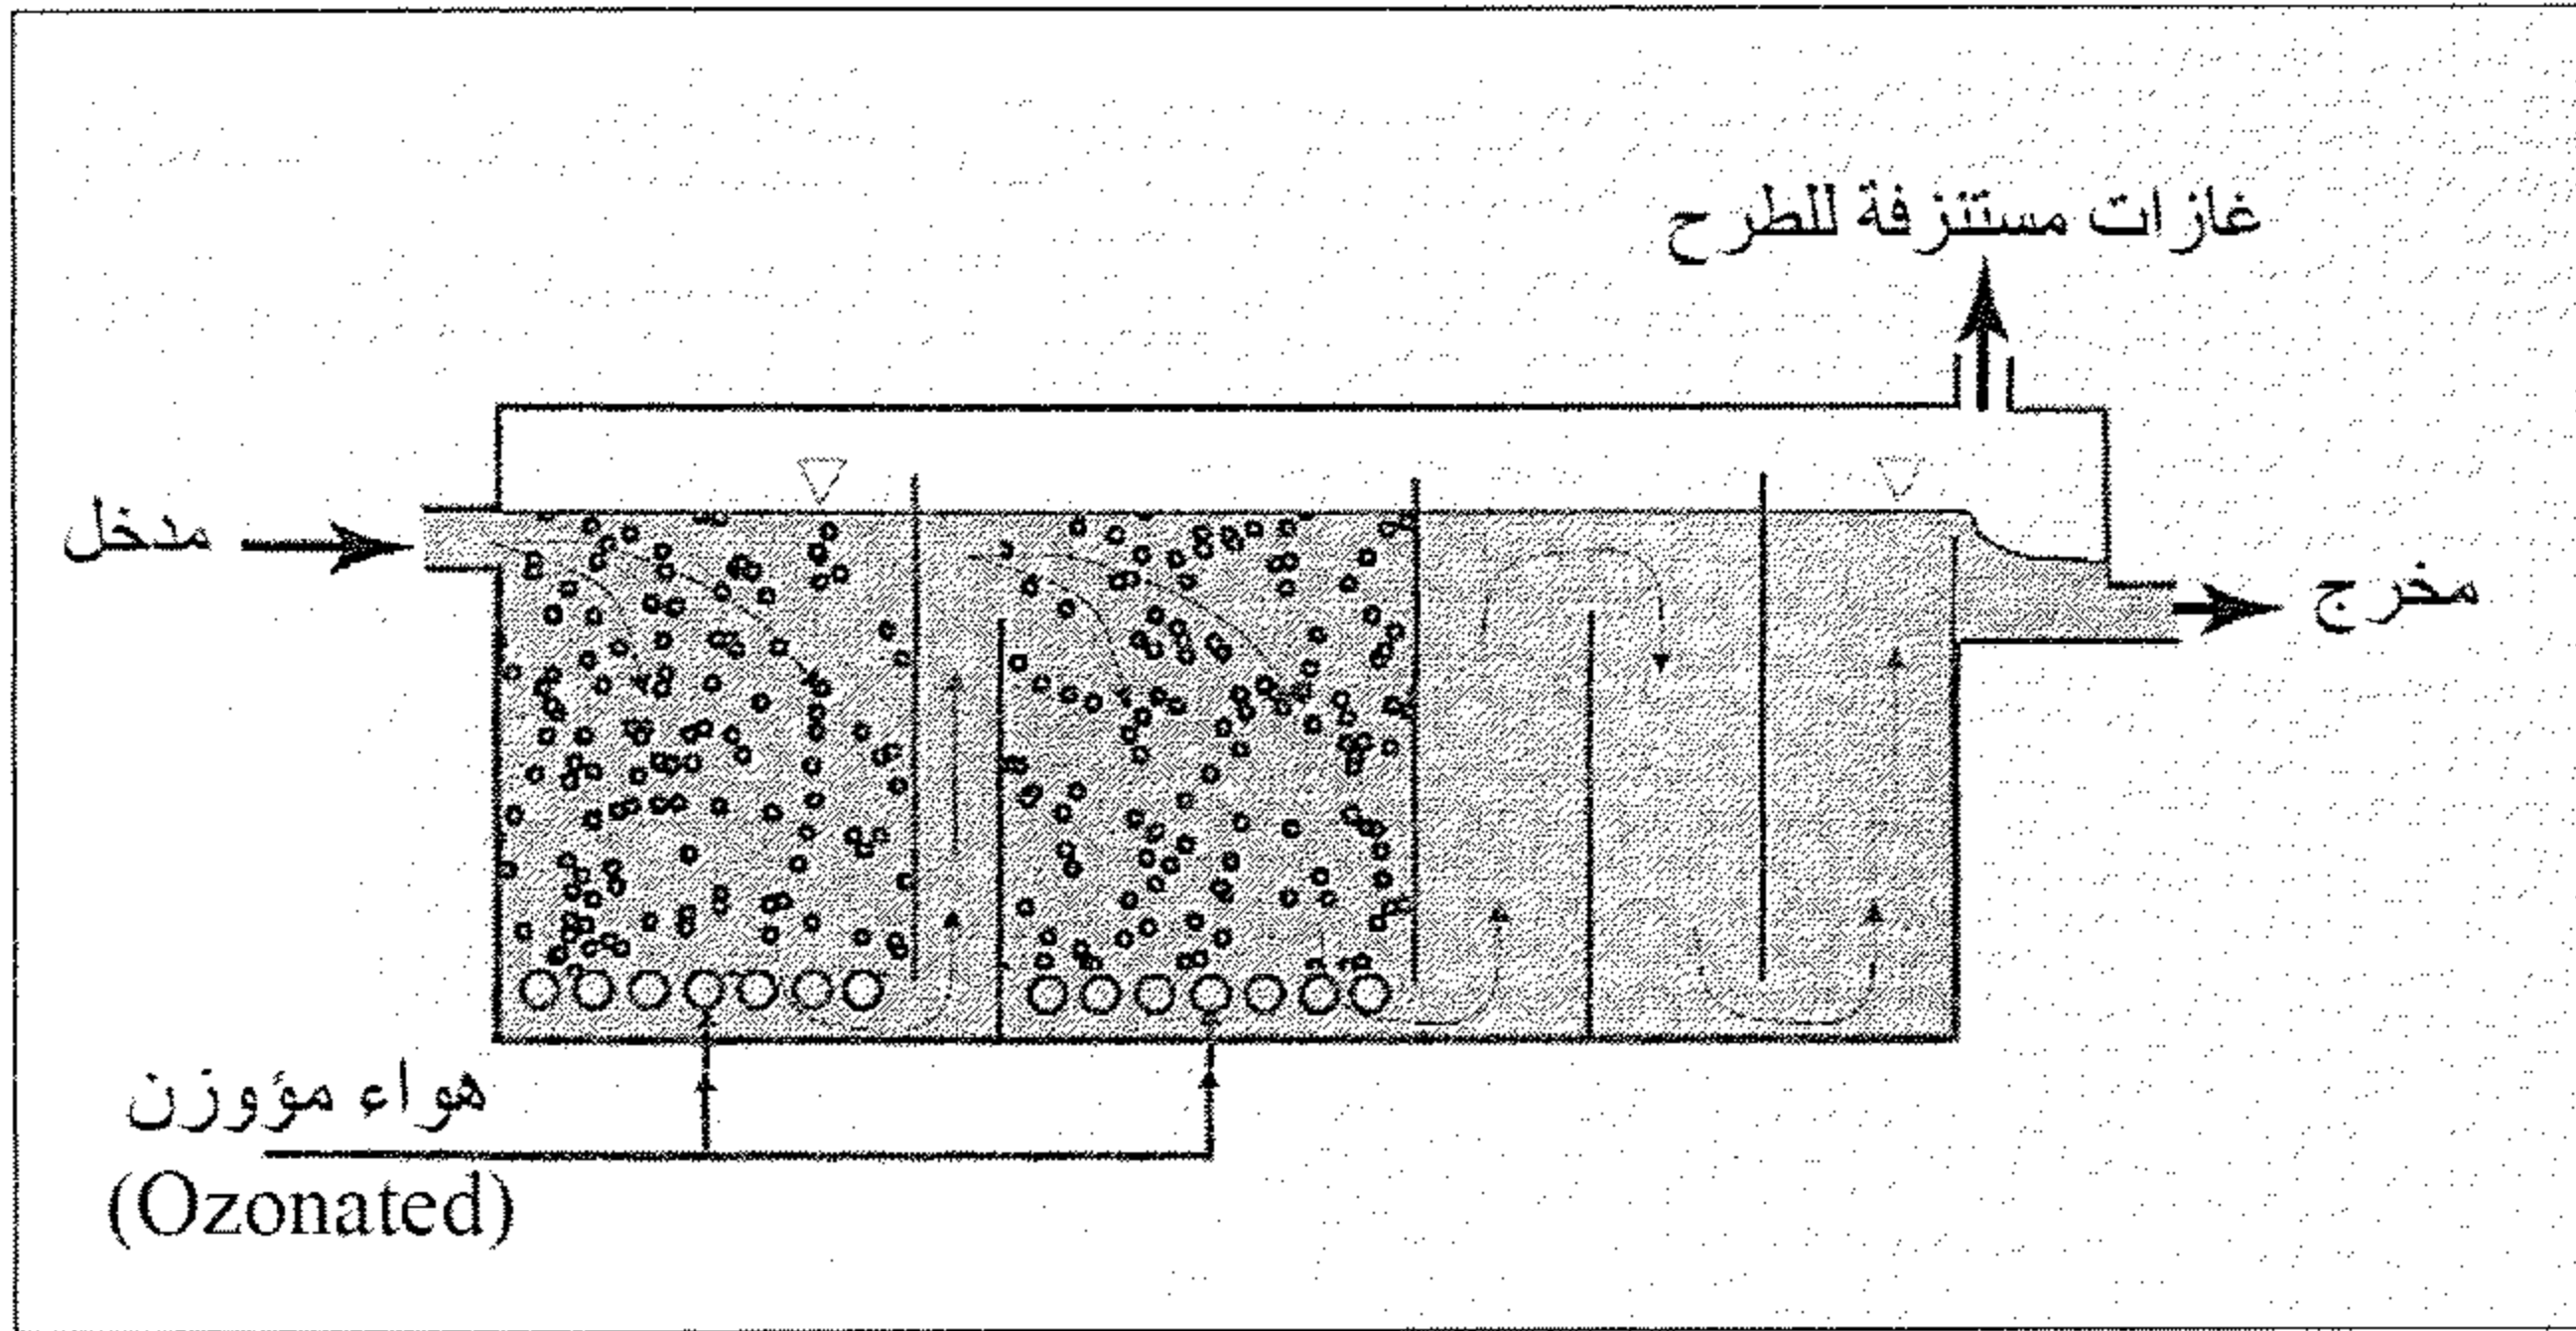 غازات مستنزفة للطرح
مدخل
مخرج
هواء مؤوزن
(Ozonated)